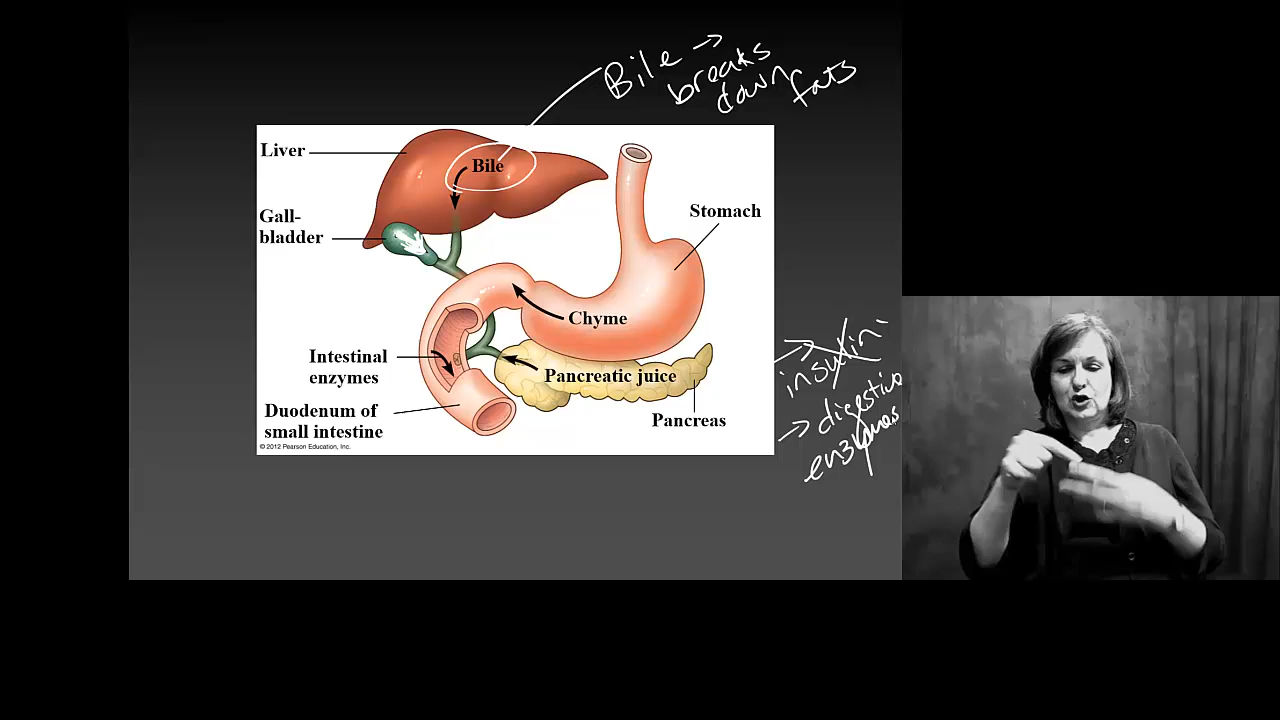 Bile →
breaks
down fats
Liver
Bile
Gall-
bladder
Stomach
Chyme
Intestinal
enzymes
Pancreatic juice
Duodenum of
small intestine
Pancreas
© 2012 Pearson Education, Inc.
→ insulin
→ digestive
enzymes